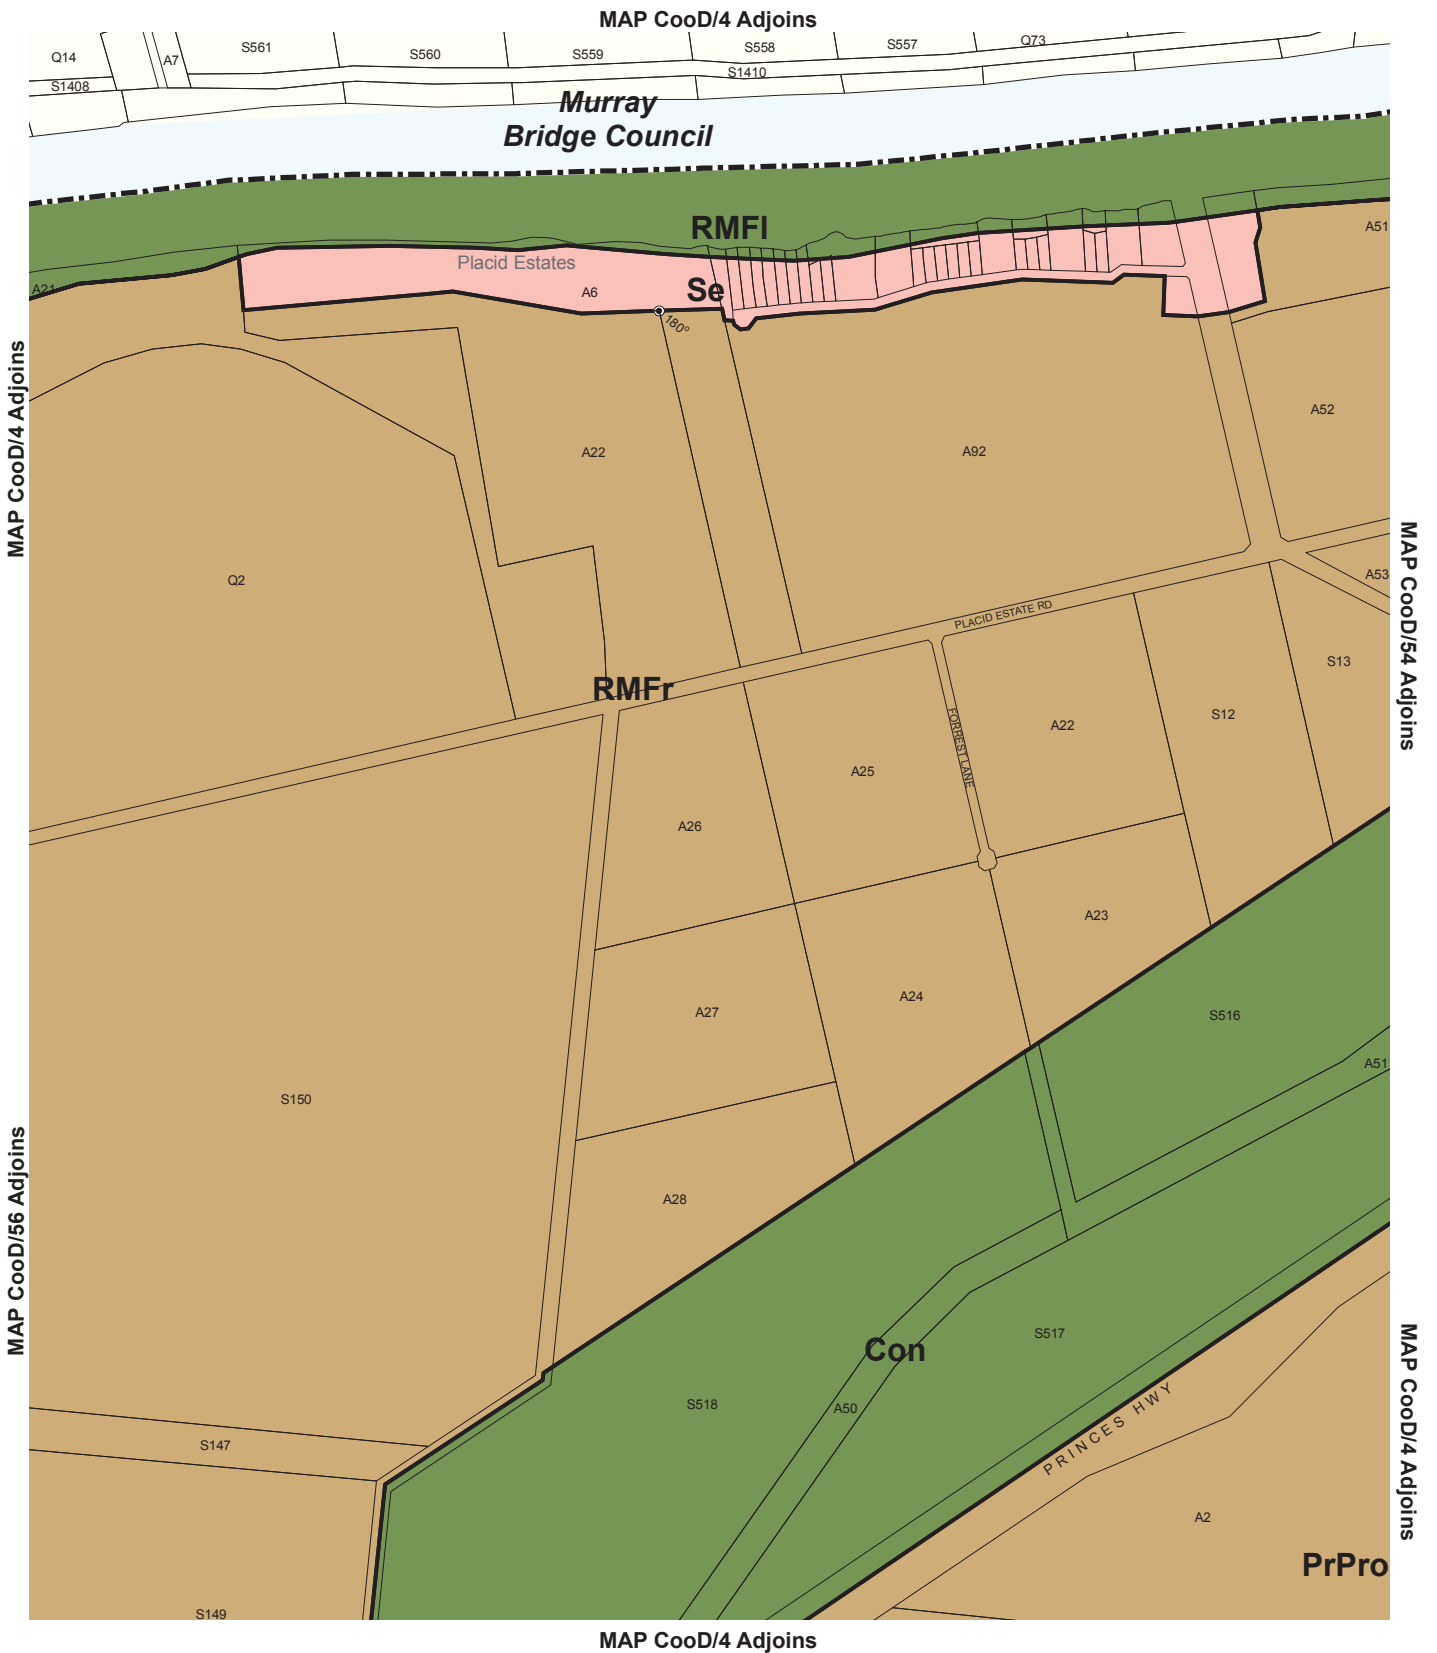 MAP CooD/4 Adjoins
Q14
A7
S561
S560
S559
S558
S557
Q73
S1408
S1410
Murray
Bridge Council
RMFl
A51
Placid Estates
A21
A6
Se
180°
MAP CooD/4 Adjoins
A52
A22
A92
Q2
A53
MAP CooD/54 Adjoins
PLACID ESTATE RD
S13
RMFr
S12
A22
FORREST LANE
A25
A26
A23
A24
A27
S516
A51
S150
A28
MAP CooD/56 Adjoins
S517
Con
S518
A50
PRINCES HWY
MAP CooD/4 Adjoins
S147
A2
PrPro
S149
MAP CooD/4 Adjoins